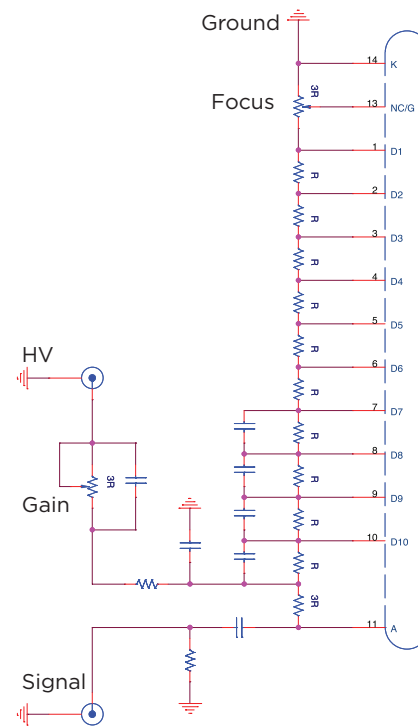 Ground
14 K
3R
Focus
13 NC/G
1 D1
R
2 D2
R
3 D3
R
4 D4
R
5 D5
R
6 D6
HV
R
7 D7
R
8 D8
R
3R
Gain
9 D9
R
10 D10
R
3R
11 A
Signal